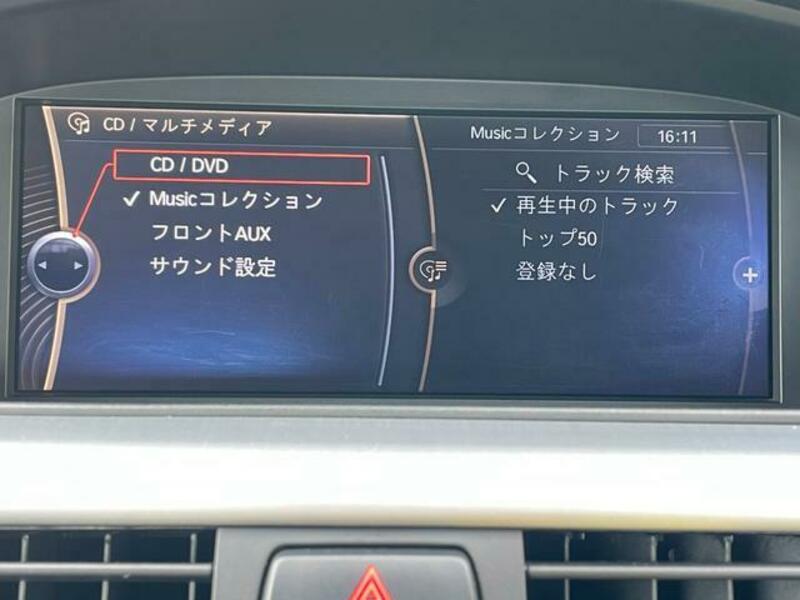 CD / マルチメディア
CD / DVD
Musicコレクション
フロントAUX
サウンド設定
Musicコレクション 16:11
トラック検索
再生中のトラック
トップ50
登録なし